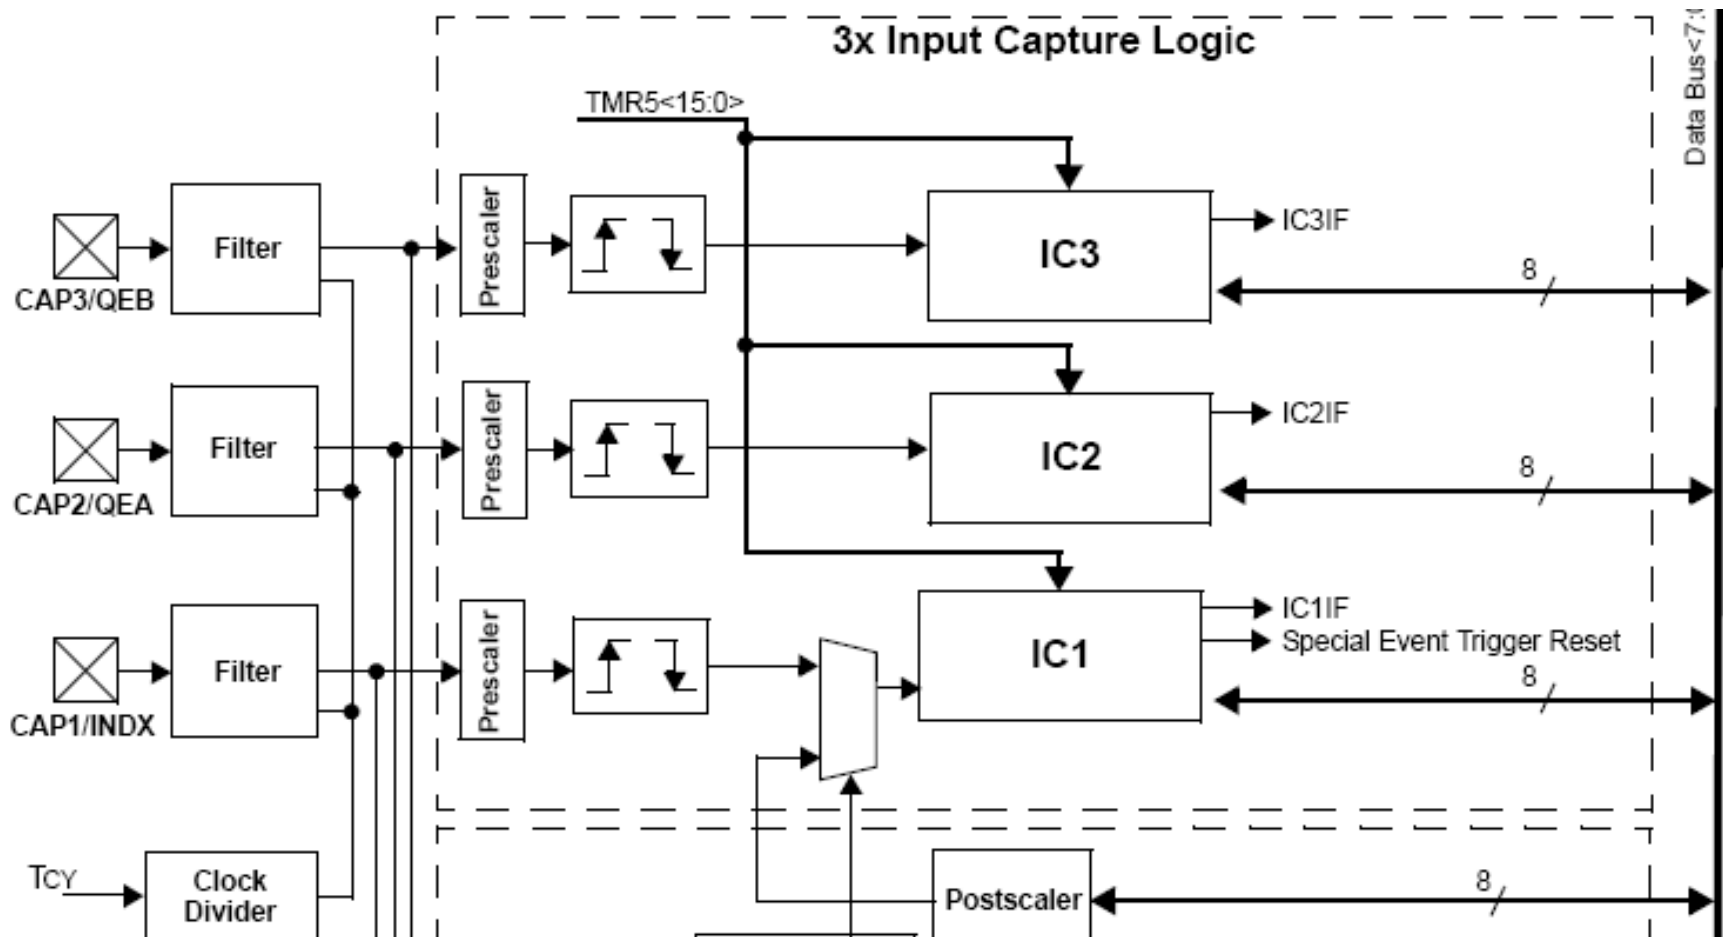 3x Input Capture Logic
Data Bus<7:
TMR5<15:0>
Filter
Prescaler
IC3
IC3IF
8
CAP3/QEB
Filter
Prescaler
IC2
IC2IF
8
CAP2/QEA
Filter
Prescaler
IC1
IC1IF
Special Event Trigger Reset
8
CAP1/INDX
TCY
Clock
Divider
Postscaler
8